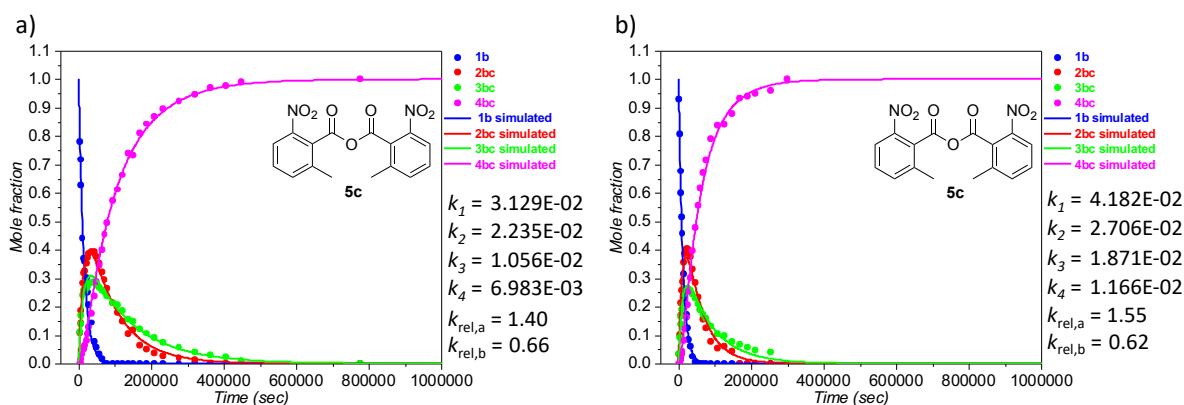 a)
1.1
1.0
0.9
0.8
0.7
0.6
0.5
0.4
0.3
0.2
0.1
0.0
Mole fraction
0 200000 400000 600000 800000 1000000
Time (sec)
1b
2bc
3bc
4bc
1b simulated
2bc simulated
3bc simulated
4bc simulated
NO2 O O NO2
O
5c
k1 = 3.129E-02
k2 = 2.235E-02
k3 = 1.056E-02
k4 = 6.983E-03
krel,a = 1.40
krel,b = 0.66
b)
1.1
1.0
0.9
0.8
0.7
0.6
0.5
0.4
0.3
0.2
0.1
0.0
Mole fraction
0 200000 400000 600000 800000 1000000
Time (sec)
1b
2bc
3bc
4bc
1b simulated
2bc simulated
3bc simulated
4bc simulated
NO2 O O NO2
O
5c
k1 = 4.182E-02
k2 = 2.706E-02
k3 = 1.871E-02
k4 = 1.166E-02
krel,a = 1.55
krel,b = 0.62